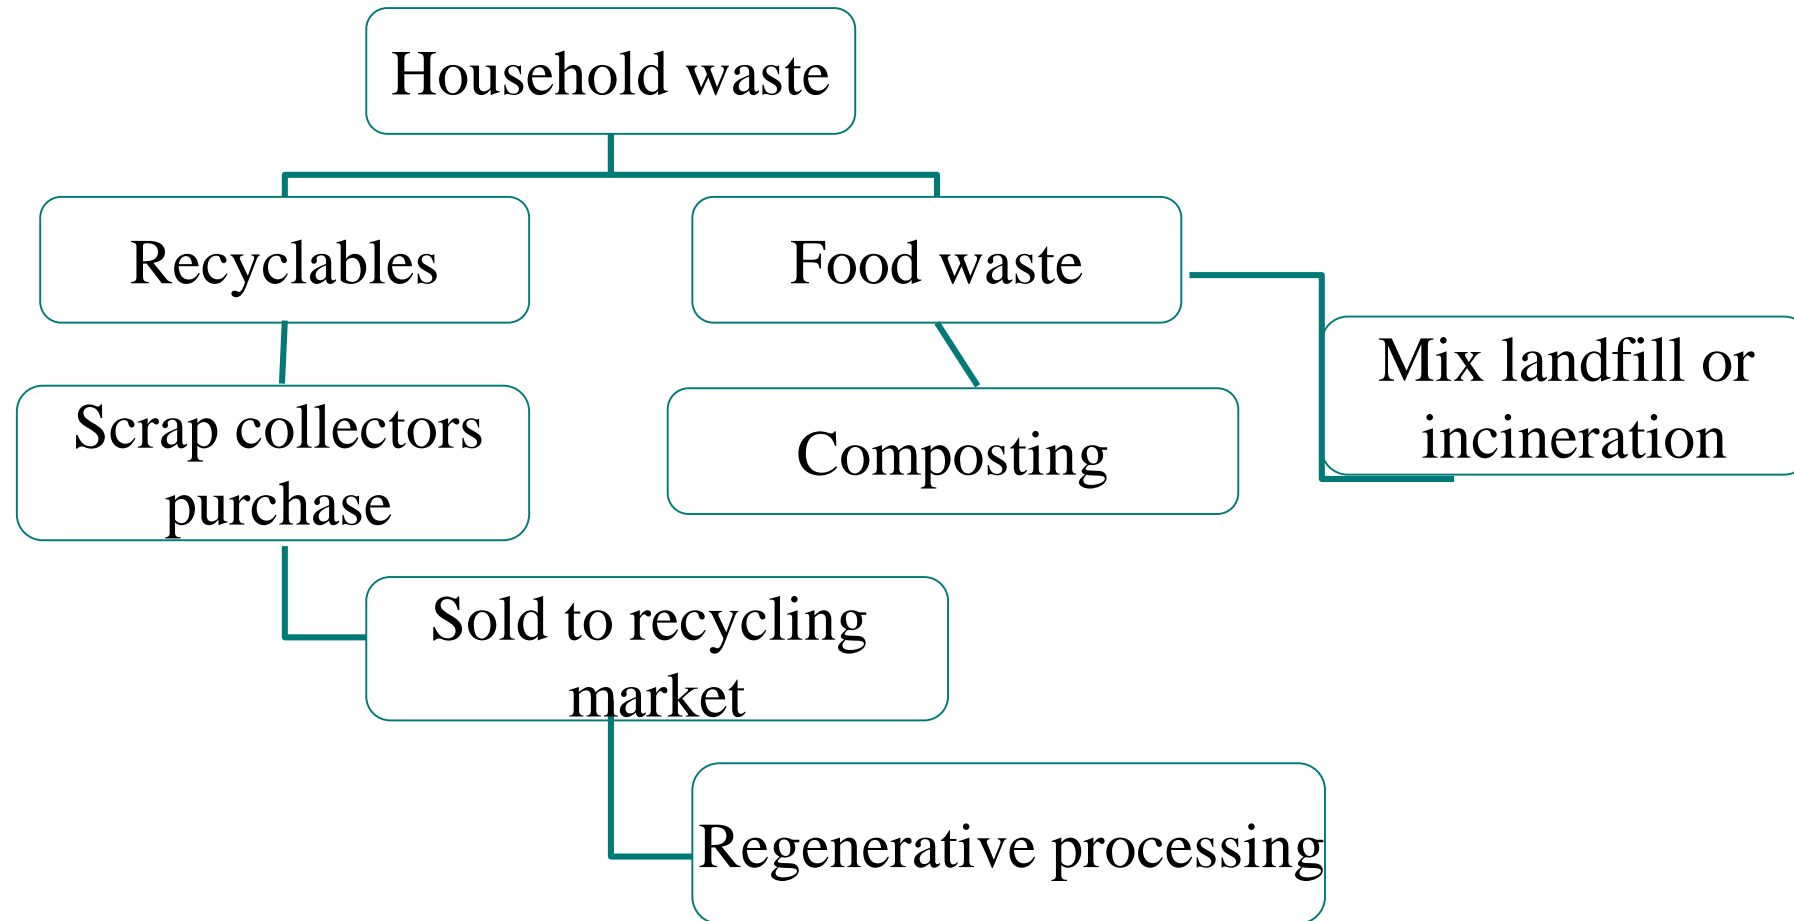 Household waste
Recyclables
Food waste
Mix landfill or
incineration
Scrap collectors
purchase
Composting
Sold to recycling
market
Regenerative processing